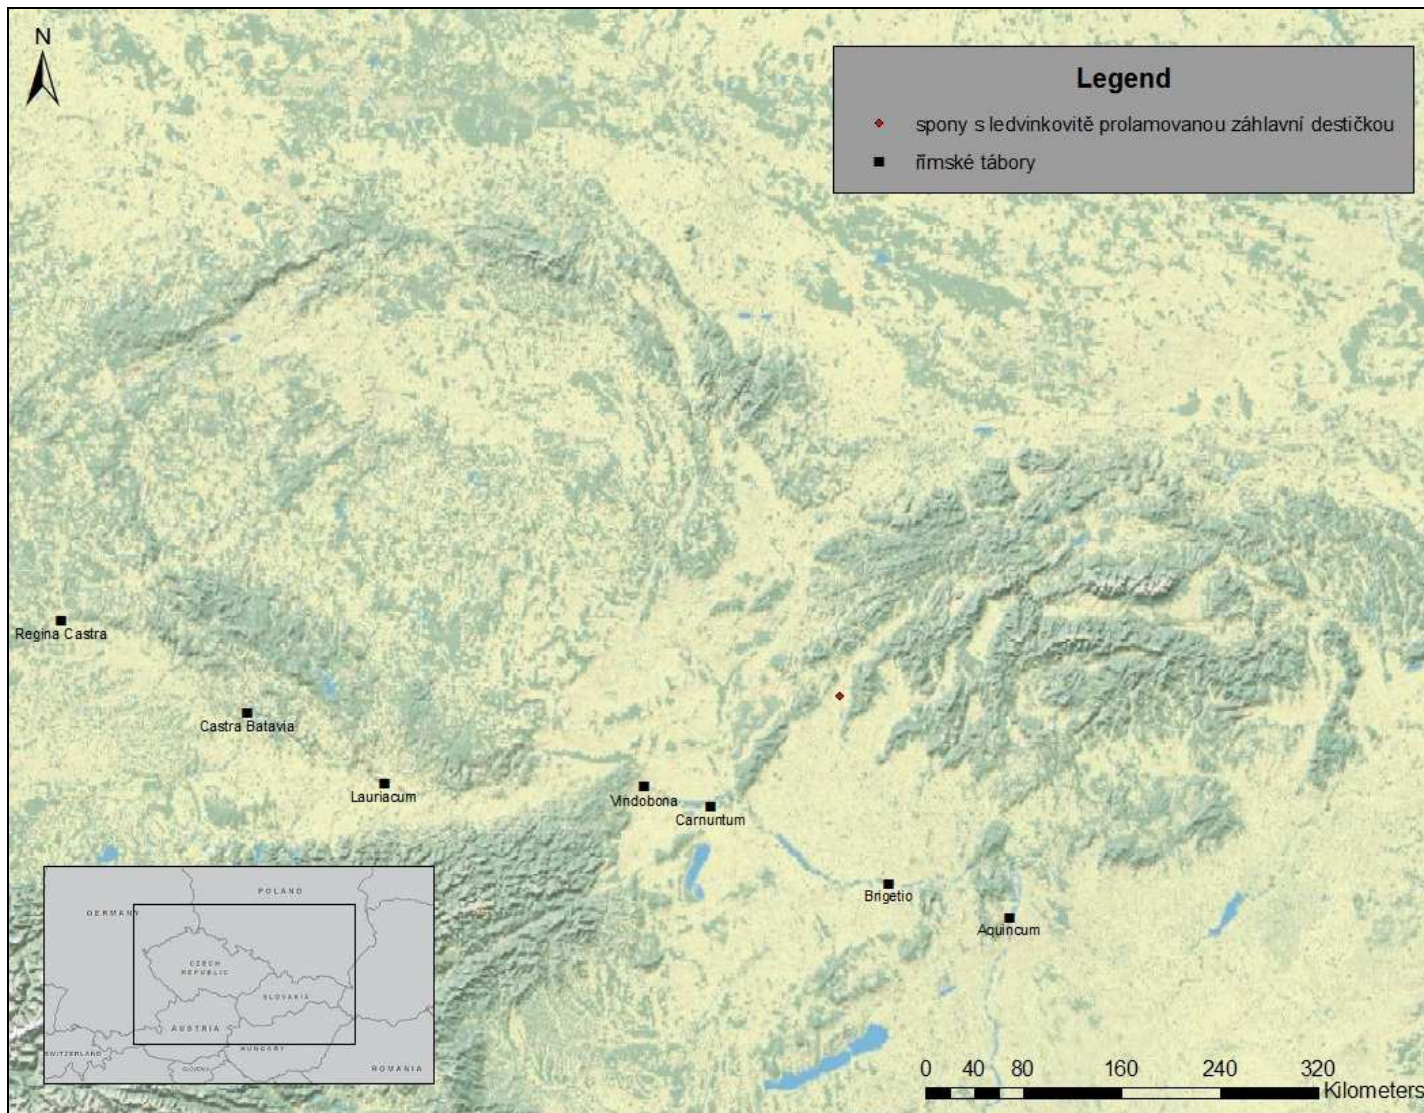 N
Legend
spony s ledvinkovitě prolamovanou záhlavní destičkou
římské tábory
Regina Castra
Castra Batavia
Lauriacum
Vindobona
Carnuntum
Brigetio
Aquincum
POLAND
GERMANY
CZECH
REPUBLIC
SLOVAKIA
AUSTRIA
HUNGARY
SWITZERLAND
ROMANIA
0 40 80 160 240 320
Kilometers